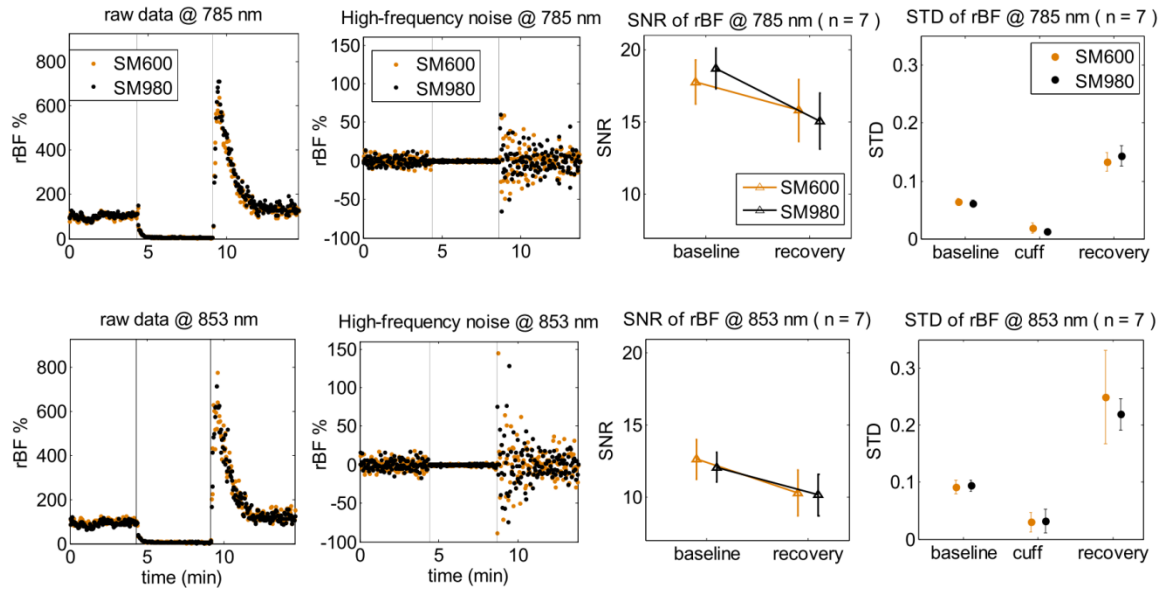 raw data @ 785 nm
High-frequency noise @ 785 nm
SNR of rBF @ 785 nm ( n = 7)
STD of rBF @ 785 nm ( n = 7 )
rBF %
800
600
400
200
0
0
5
10
SM600
SM980
rBF %
150
100
50
0
-50
-100
0
5
10
SM600
SM980
SNR
20
15
10
baseline
recovery
SM600
SM980
STD
0.3
0.2
0.1
0
baseline
cuff
recovery
SM600
SM980
raw data @ 853 nm
High-frequency noise @ 853 nm
SNR of rBF @ 853 nm ( n = 7)
STD of rBF @ 853 nm ( n = 7 )
rBF %
800
600
400
200
0
0
5
10
time (min)
rBF %
150
100
50
0
-50
-100
0
5
10
time (min)
SNR
20
15
10
baseline
recovery
STD
0.3
0.2
0.1
0
baseline
cuff
recovery